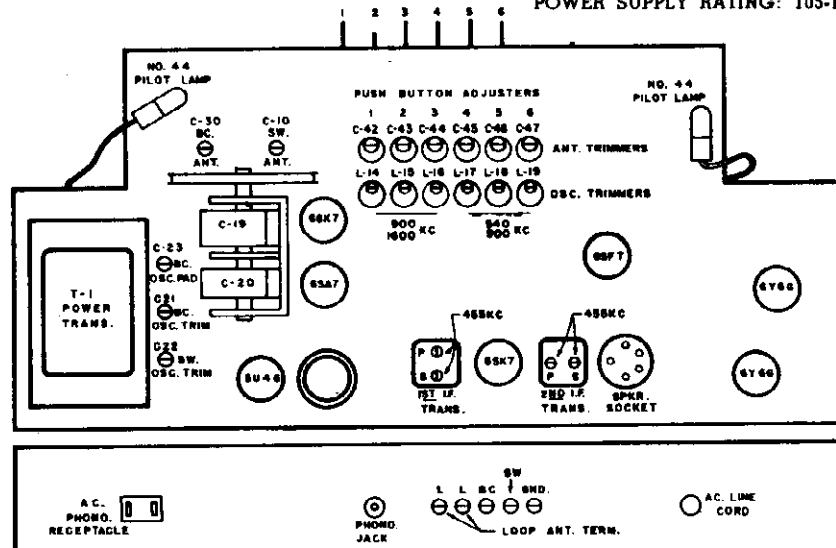 POWER SUPPLY RATING: 105-1
1 2 3 4 5 6
NO. 44
PILOT LAMP
PUSH BUTTON ADJUSTERS
1 2 3 4 5 6
NO. 44
PILOT LAMP
C-30
BC.
ANT.
C-10
SW.
ANT.
C-42 C-43 C-44 C-45 C-46 C-47
ANT. TRIMMERS
L-14 L-15 L-16 L-17 L-18 L-19
OSC. TRIMMERS
900
1600 KC
540
900 KC
C-19
6SK7
C-23
BC.
OSC. PAD
C-20
6SA7
6SF7
T-1
POWER
TRANS.
C21
BC.
OSC. TRIM
6Y6G
455KC
455KC
C22
SW.
OSC. TRIM
5U4G
P
S
1ST I.F.
TRANS.
6SK7
P S
2ND I.F.
TRANS.
SPKR.
SOCKET
6Y6G
A.C.
PHONO.
RECEPTACLE
PHONO.
JACK
SW
L L BC GND.
LOOP ANT. TERM.
AC. LINE
CORD